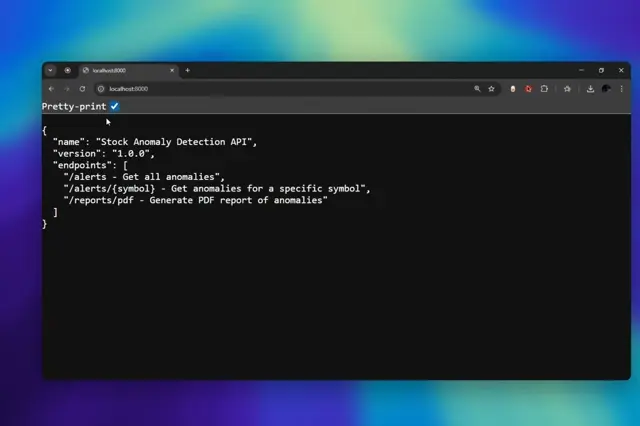 localhost:8000
localhost:8000
Pretty-print
{
  "name": "Stock Anomaly Detection API",
  "version": "1.0.0",
  "endpoints": [
    "/alerts - Get all anomalies",
    "/alerts/{symbol} - Get anomalies for a specific symbol",
    "/reports/pdf - Generate PDF report of anomalies"
  ]
}